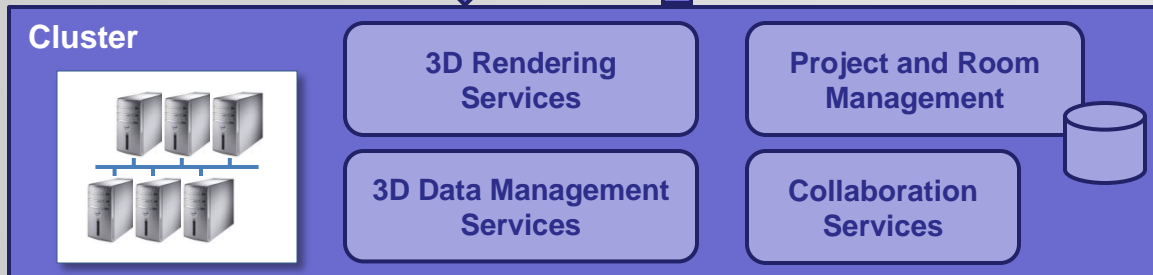 Cluster
3D Rendering
Services
Project and Room
Management
3D Data Management
Services
Collaboration
Services